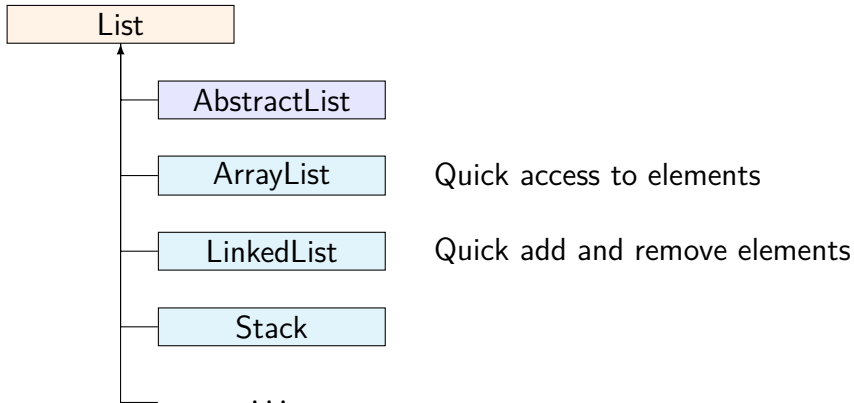 List
AbstractList
ArrayList Quick access to elements
LinkedList Quick add and remove elements
Stack
...